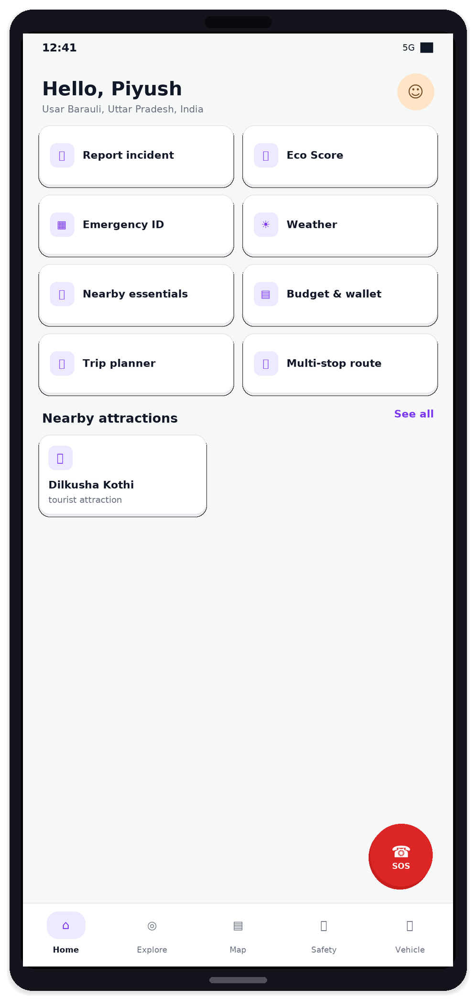 12:41
5G
Hello, Piyush
Usar Barauli, Uttar Pradesh, India
Report incident
Eco Score
Emergency ID
Weather
Nearby essentials
Budget & wallet
Trip planner
Multi-stop route
Nearby attractions
See all
Dilkusha Kothi
tourist attraction
SOS
Home
Explore
Map
Safety
Vehicle